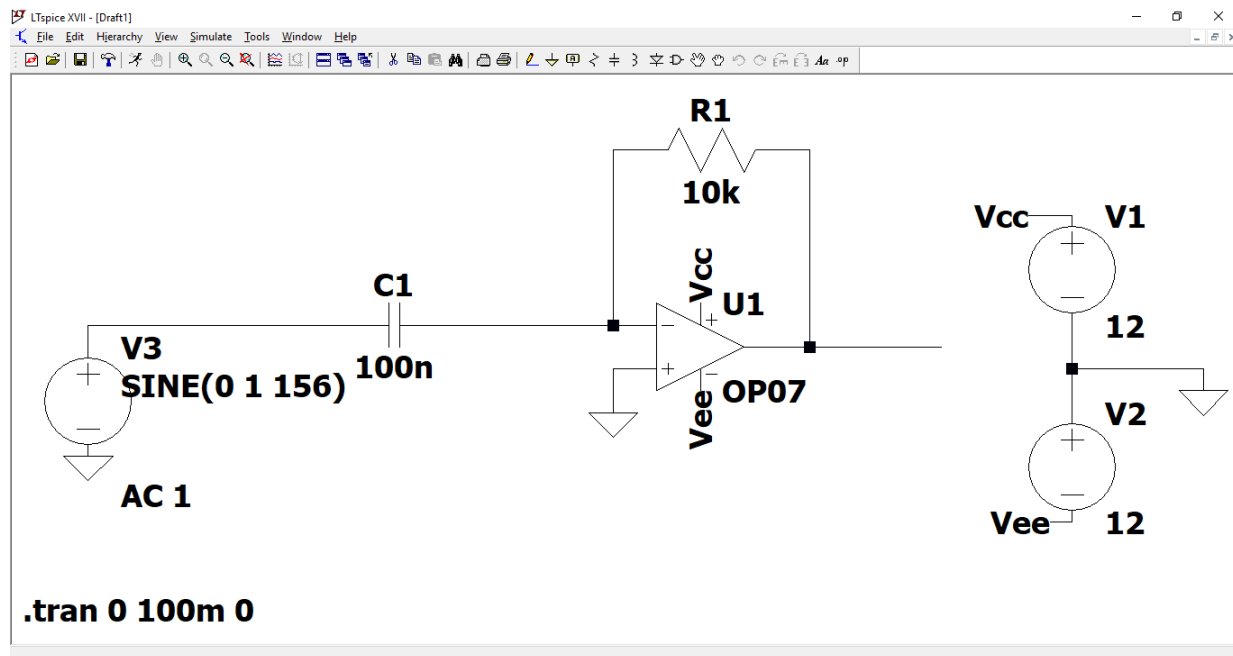 LTspice XVII - [Draft1]
File Edit Hierarchy View Simulate Tools Window Help
R1
10k
Vcc
V1
12
C1
100n
Vcc
U1
V3
SINE(0 1 156)
OP07
Vee
V2
12
Vee
AC 1
.tran 0 100m 0